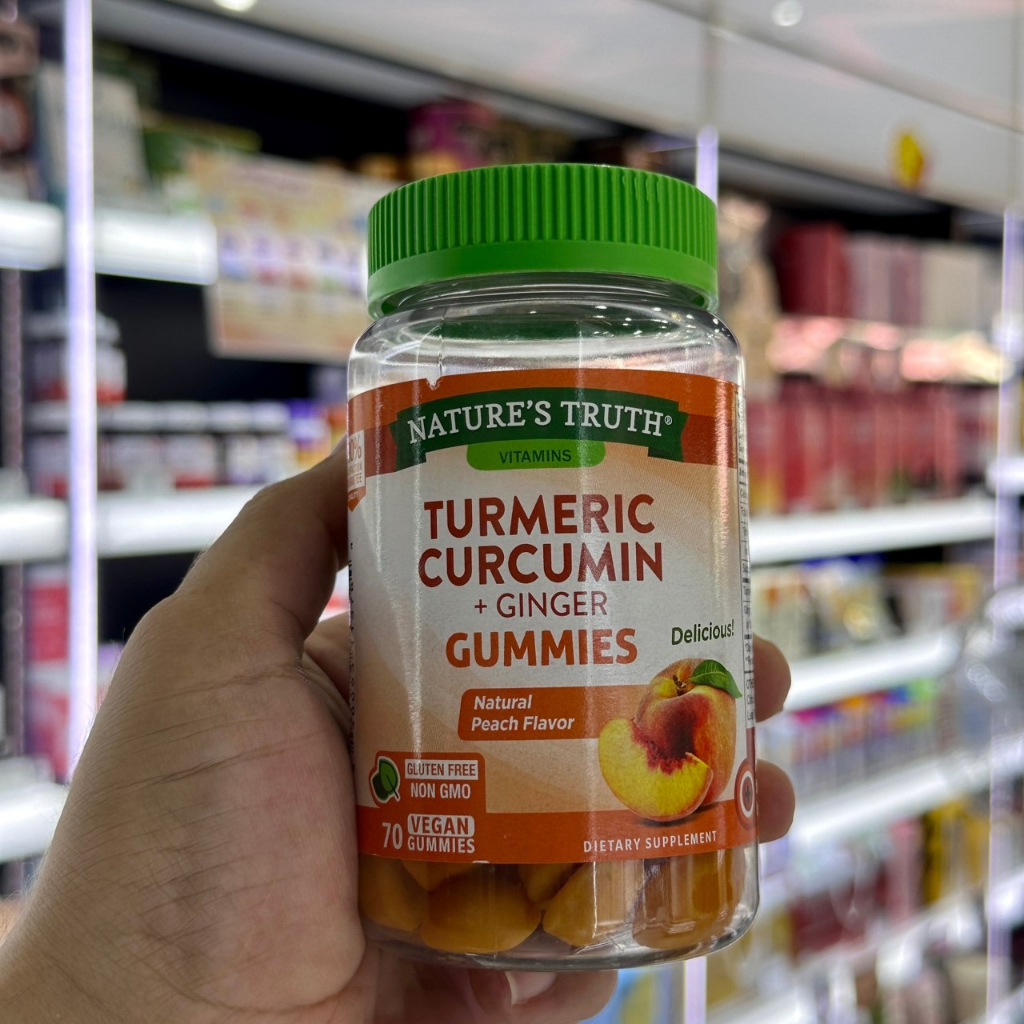 NATURE'S TRUTH®
VITAMINS
TURMERIC
CURCUMIN
+ GINGER
GUMMIES
Delicious!
Natural
Peach Flavor
GLUTEN FREE
NON GMO
70 VEGAN
GUMMIES
DIETARY SUPPLEMENT